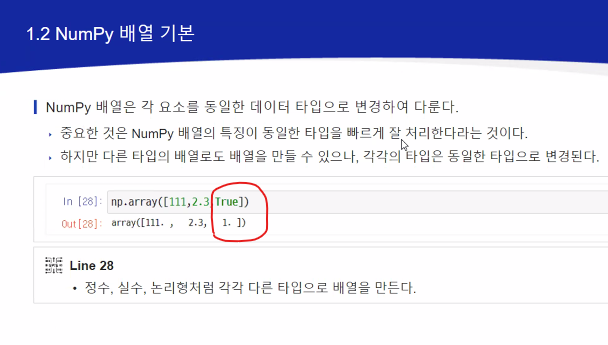 1.2 NumPy 배열 기본
NumPy 배열은 각 요소를 동일한 데이터 타입으로 변경하여 다룬다.
중요한 것은 NumPy 배열의 특징이 동일한 타입을 빠르게 잘 처리한다라는 것이다.
하지만 다른 타입의 배열로도 배열을 만들 수 있으나, 각각의 타입은 동일한 타입으로 변경된다.
In [28]: np.array([111,2.3,True])
Out[28]: array([111. , 2.3, 1. ])
Line 28
• 정수, 실수, 논리형처럼 각각 다른 타입으로 배열을 만든다.